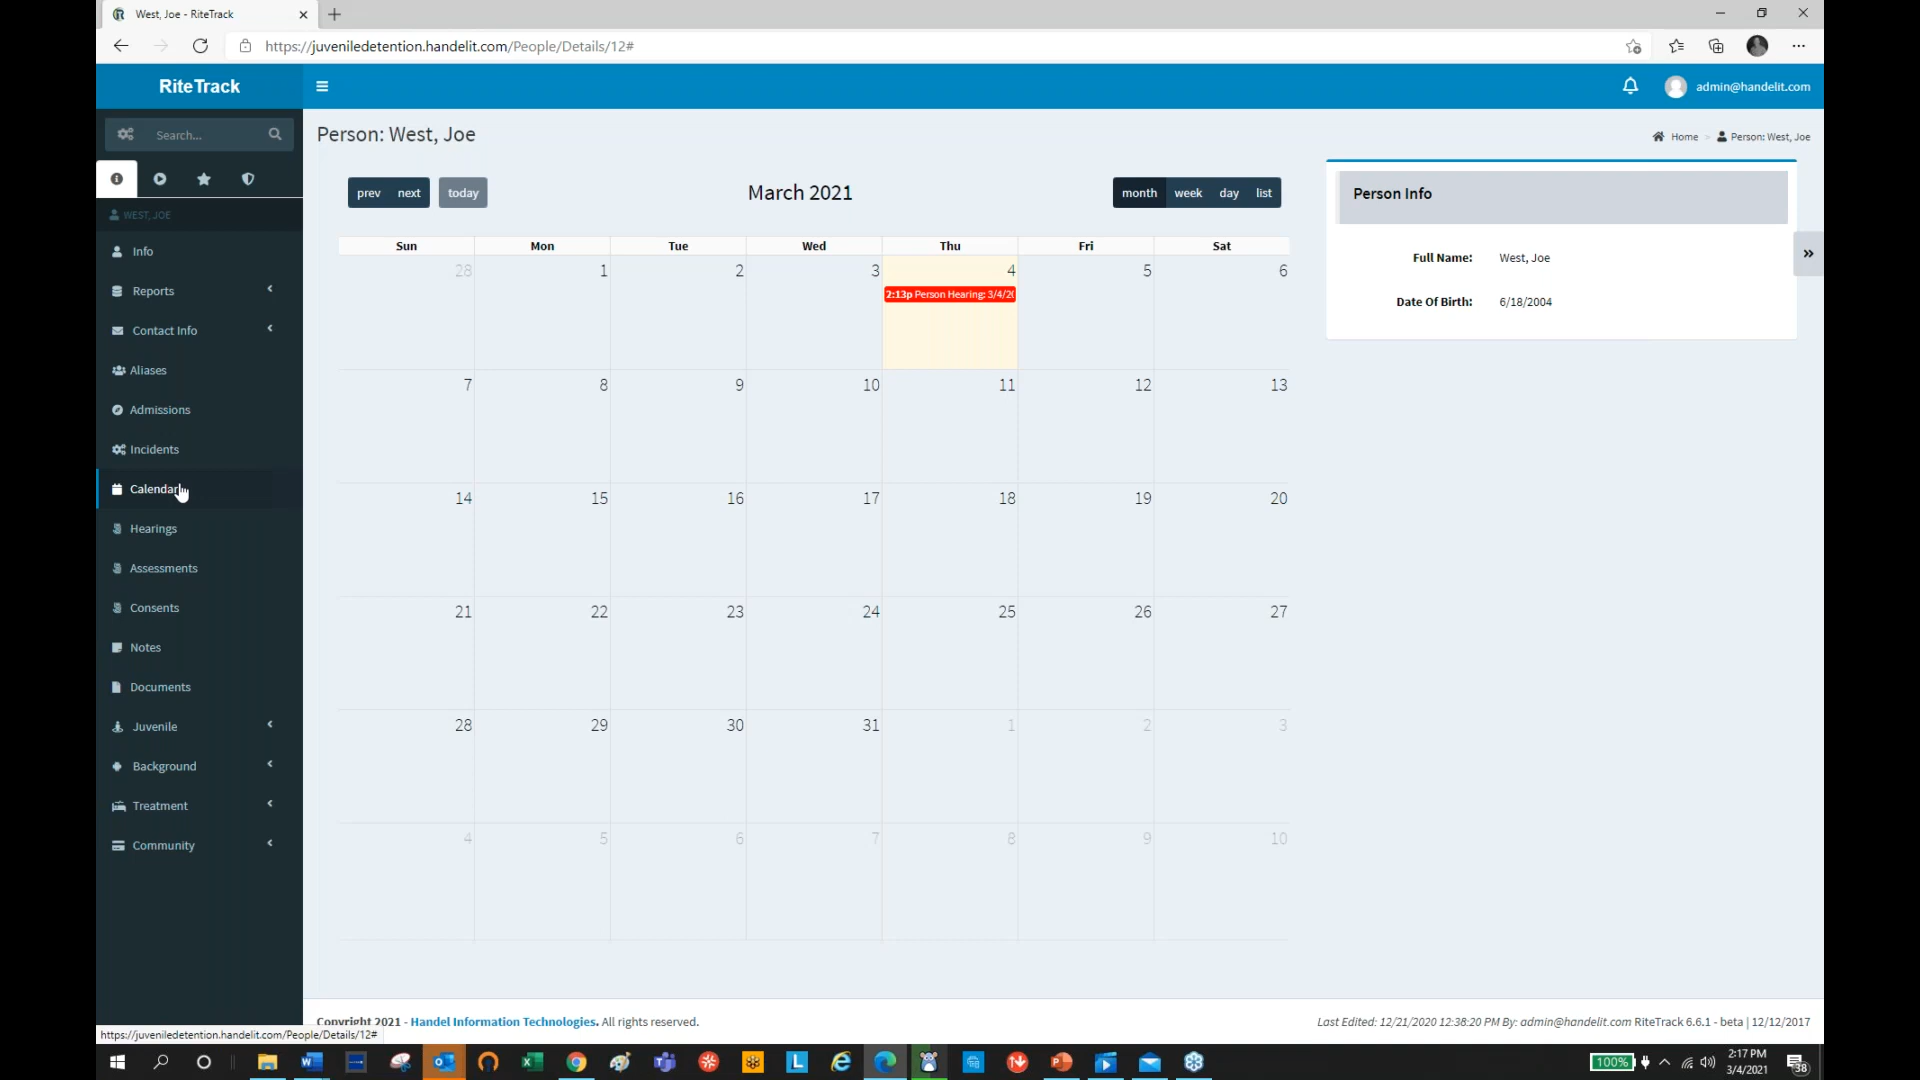 West, Joe - RiteTrack
https://juveniledetention.handelit.com/People/Details/12#
RiteTrack
admin@handelit.com
Search...
Person: West, Joe
Home
Person: West, Joe
WEST, JOE
Info
Reports
Contact Info
Aliases
Admissions
Incidents
Calendar
Hearings
Assessments
Consents
Notes
Documents
Juvenile
Background
Treatment
Community
prev next today
March 2021
month week day list
Sun Mon Tue Wed Thu Fri Sat
28 1 2 3 4 5 6
2:13p Person Hearing: 3/4/20
7 8 9 10 11 12 13
14 15 16 17 18 19 20
21 22 23 24 25 26 27
28 29 30 31 1 2 3
4 5 6 7 8 9 10
Person Info
Full Name: West, Joe
Date Of Birth: 6/18/2004
Copyright 2021 - Handel Information Technologies. All rights reserved.
Last Edited: 12/21/2020 12:38:20 PM By: admin@handelit.com RiteTrack 6.6.1 - beta | 12/12/2017
https://juveniledetention.handelit.com/People/Details/12#
100%
2:17 PM
3/4/2021
38